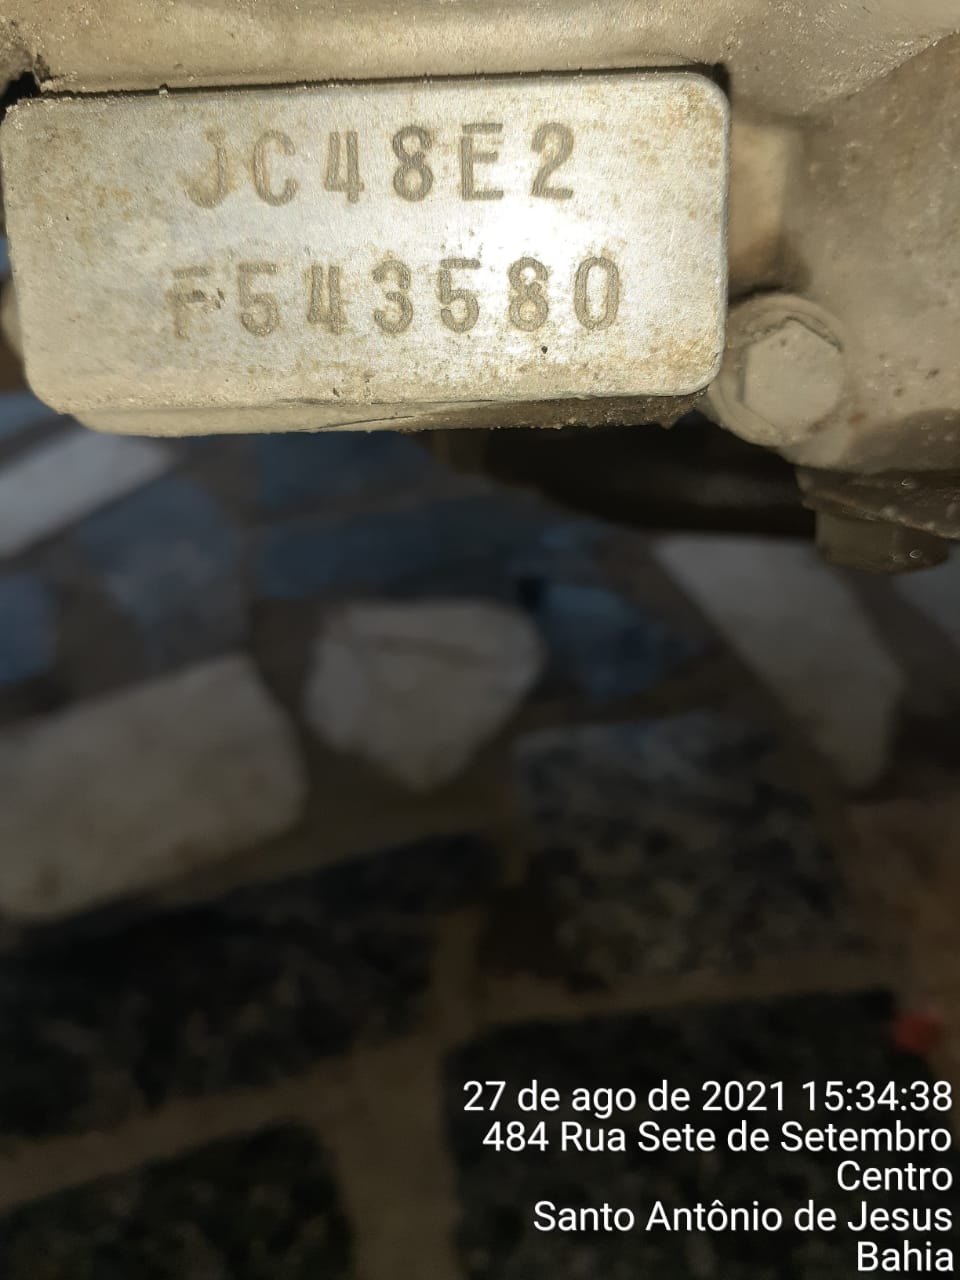 JC48E2
F543580
27 de ago de 2021 15:34:38
484 Rua Sete de Setembro
Centro
Santo Antônio de Jesus
Bahia